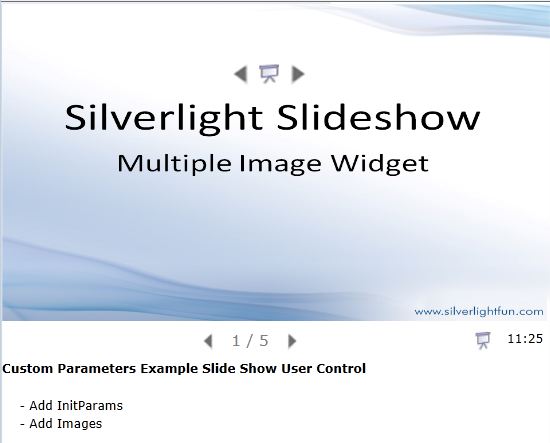 Silverlight Slideshow
Multiple Image Widget
www.silverlightfun.com
1 / 5
11:25
Custom Parameters Example Slide Show User Control
- Add InitParams
- Add Images